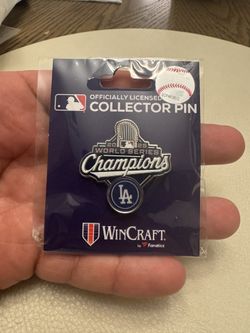 OFFICIALLY LICENSED
COLLECTOR PIN
WORLD SERIES
Champions
LA
WINCRAFT
by Fanatics